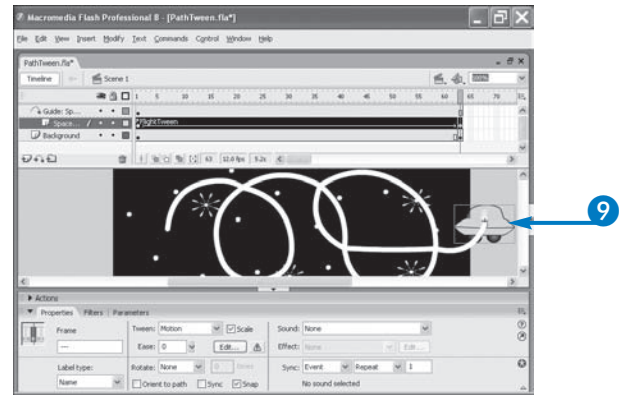 Macromedia Flash Professional 8 - [PathTween.fla*]
File Edit View Insert Modify Text Commands Control Window Help
PathTween.fla*
Timeline Scene 1
1 5 10 15 20 25 30 35 40 45 50 55 60 65 70
Guide: Sp...
Space... FlightTween
Background
63 12.0 fps 5.2s
9
Actions
Properties Filters Parameters
Frame Tween: Motion Scale Sound: None
Ease: 0 Edit... Effect: None Edit...
Label type: Rotate: None 0 times Sync: Event Repeat 1
Name Orient to path Sync Snap No sound selected